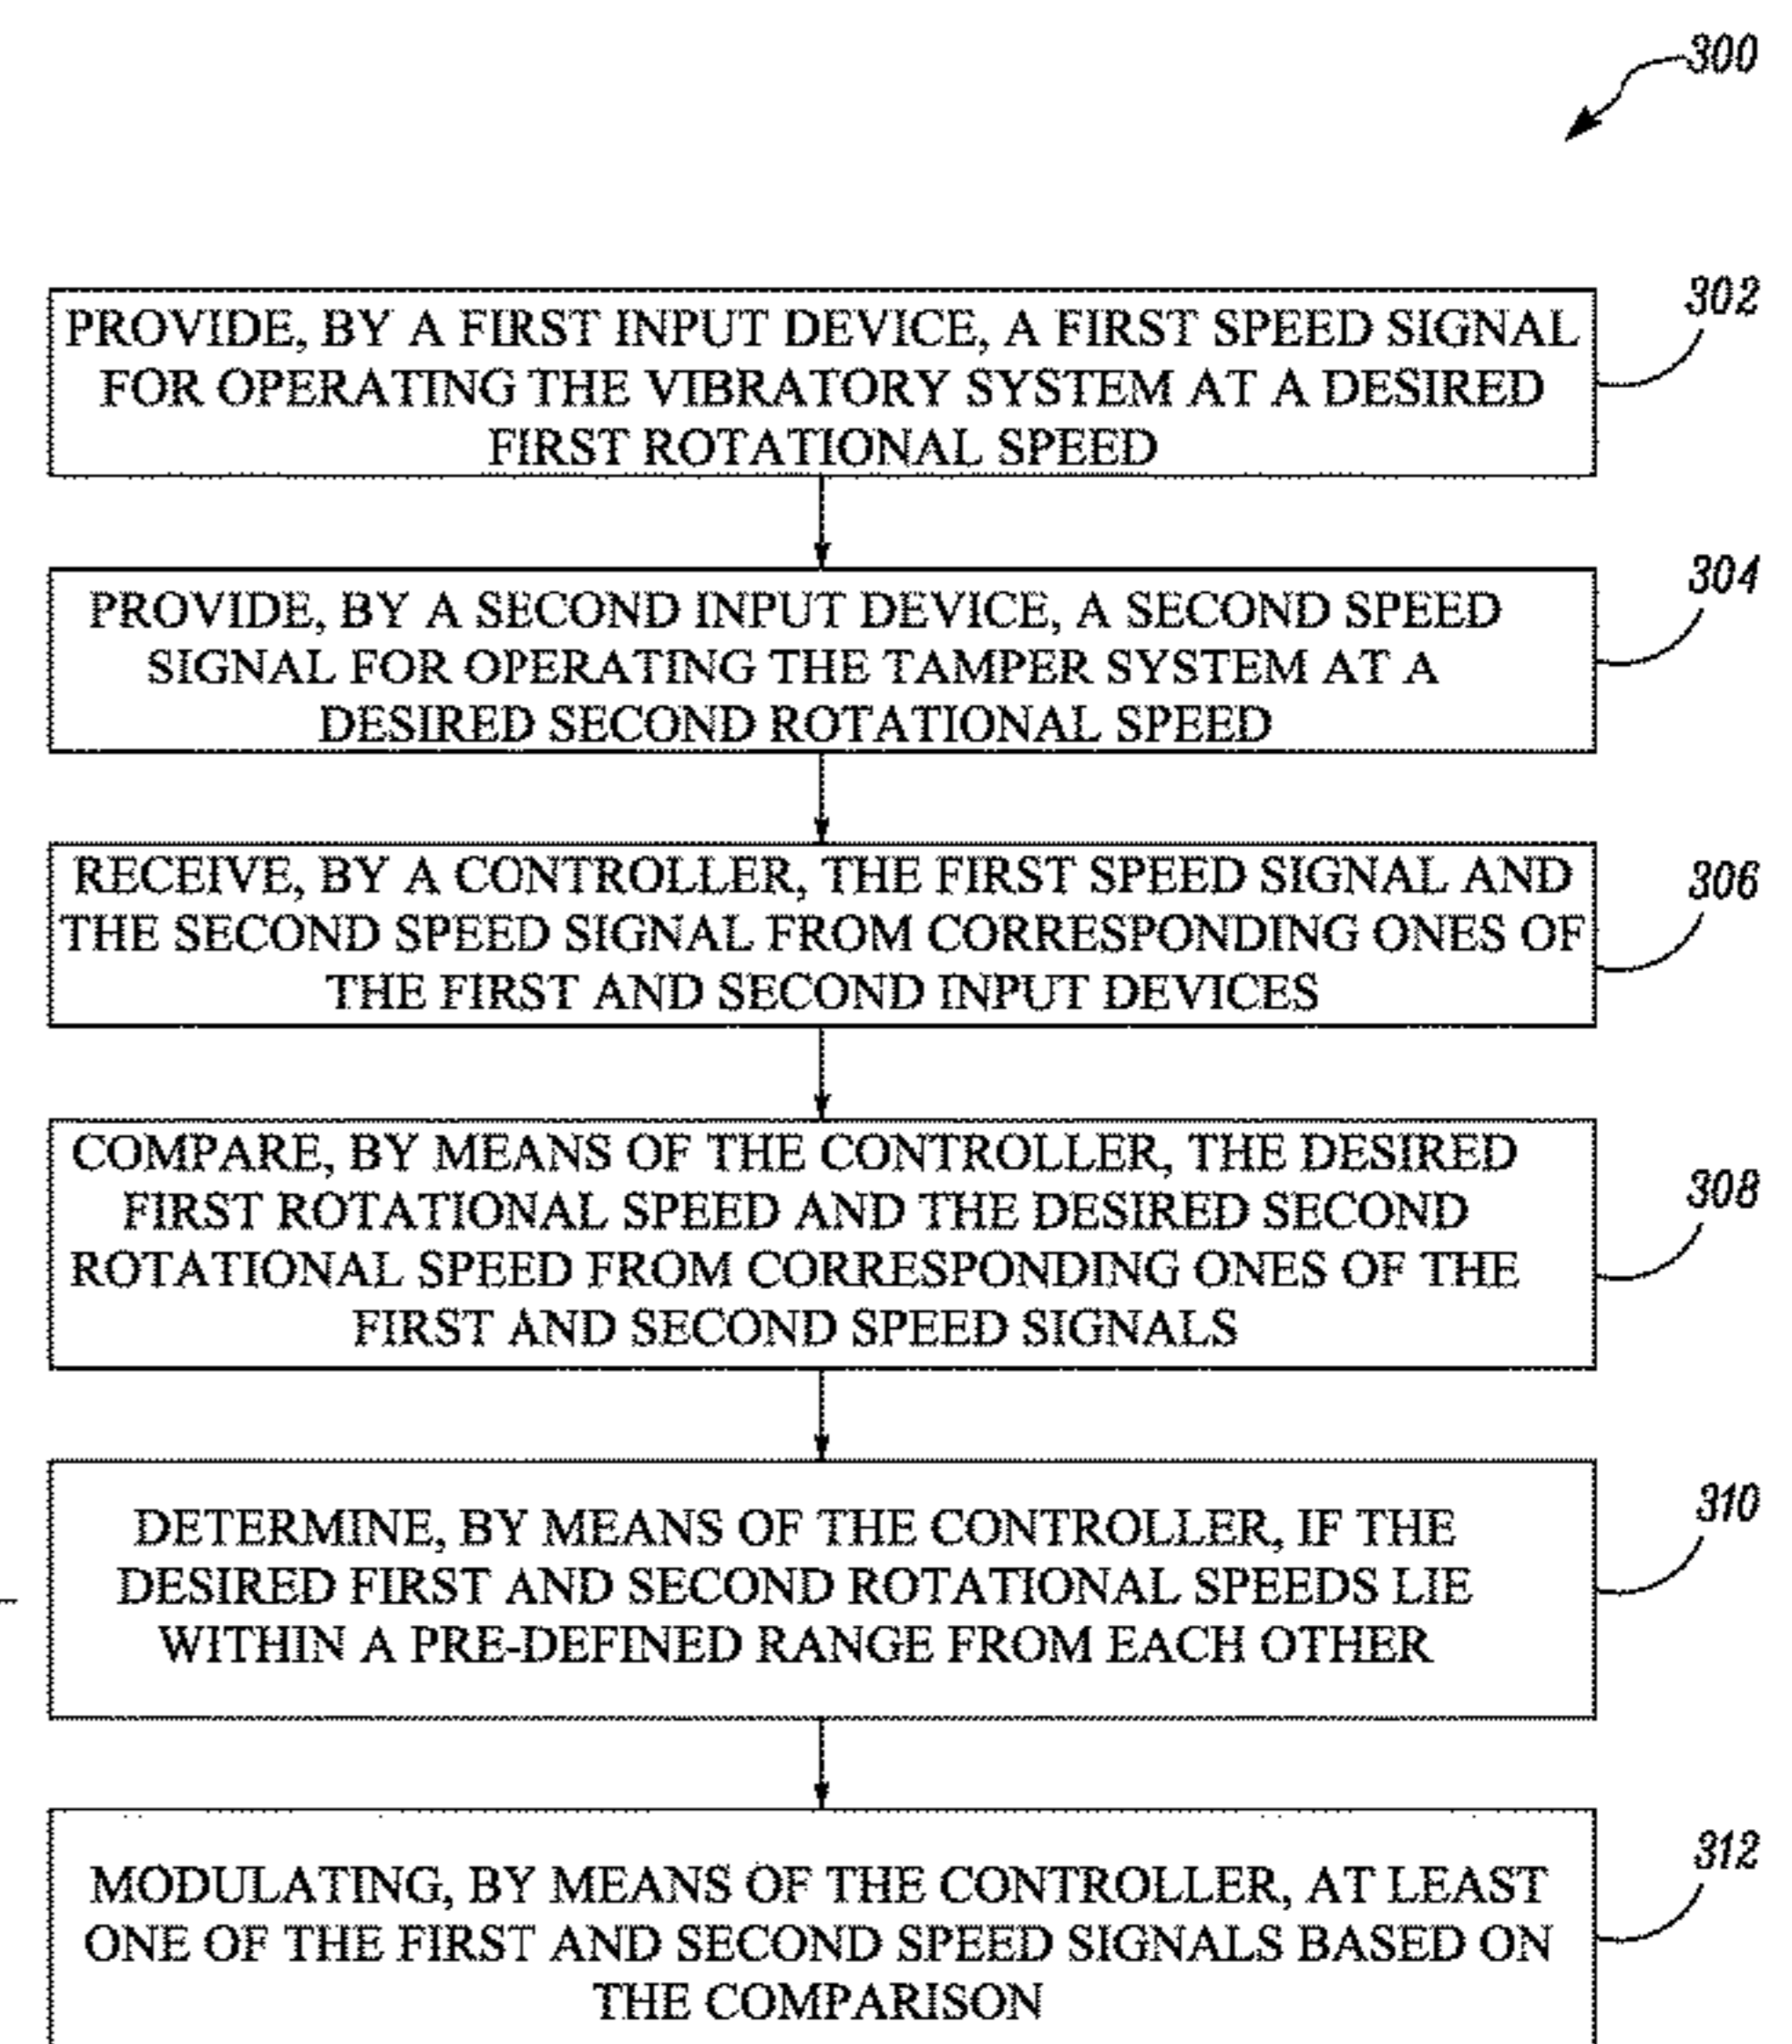 300
PROVIDE, BY A FIRST INPUT DEVICE, A FIRST SPEED SIGNAL
FOR OPERATING THE VIBRATORY SYSTEM AT A DESIRED
FIRST ROTATIONAL SPEED
302
PROVIDE, BY A SECOND INPUT DEVICE, A SECOND SPEED
SIGNAL FOR OPERATING THE TAMPER SYSTEM AT A
DESIRED SECOND ROTATIONAL SPEED
304
RECEIVE, BY A CONTROLLER, THE FIRST SPEED SIGNAL AND
THE SECOND SPEED SIGNAL FROM CORRESPONDING ONES OF
THE FIRST AND SECOND INPUT DEVICES
306
COMPARE, BY MEANS OF THE CONTROLLER, THE DESIRED
FIRST ROTATIONAL SPEED AND THE DESIRED SECOND
ROTATIONAL SPEED FROM CORRESPONDING ONES OF THE
FIRST AND SECOND SPEED SIGNALS
308
DETERMINE, BY MEANS OF THE CONTROLLER, IF THE
DESIRED FIRST AND SECOND ROTATIONAL SPEEDS LIE
WITHIN A PRE-DEFINED RANGE FROM EACH OTHER
310
MODULATING, BY MEANS OF THE CONTROLLER, AT LEAST
ONE OF THE FIRST AND SECOND SPEED SIGNALS BASED ON
THE COMPARISON
312